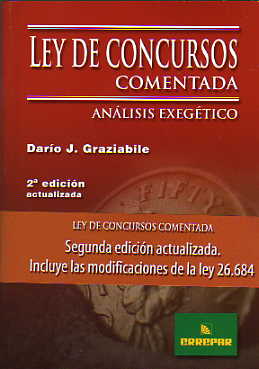 LEY DE CONCURSOS
COMENTADA
ANÁLISIS EXEGÉTICO
Darío J. Graziabile
2ª edición
actualizada
FIFTY
LEY DE CONCURSOS COMENTADA
Segunda edición actualizada.
Incluye las modificaciones de la ley 26.684
ERREPAR